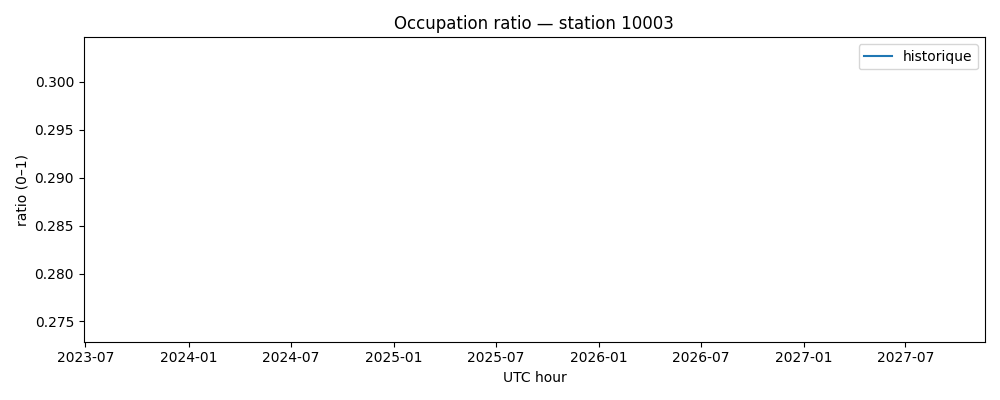 Occupation ratio — station 10003
historique
ratio (0–1)
0.300
0.295
0.290
0.285
0.280
0.275
2023-07 2024-01 2024-07 2025-01 2025-07 2026-01 2026-07 2027-01 2027-07
UTC hour